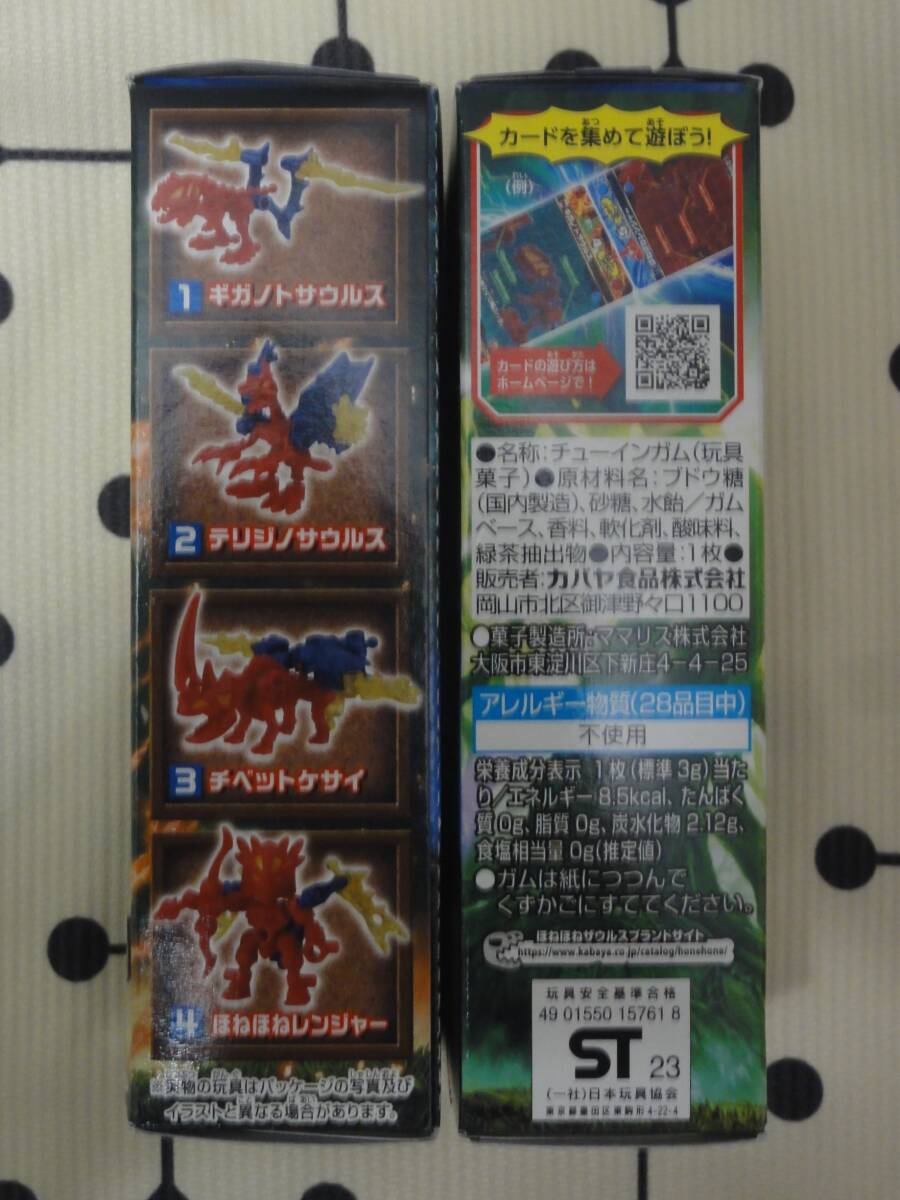 1 ギガノトサウルス
2 テリジノサウルス
3 チベットケサイ
4 ほねほねレンジャー
※実物の玩具はパッケージの写真及び
イラストと異なる場合があります。
カードを集めて遊ぼう!
(例)
カードの遊び方は
ホームページで!
●名称:チューインガム(玩具
菓子)●原材料名:ブドウ糖
(国内製造)、砂糖、水飴/ガム
ベース、香料、軟化剤、酸味料、
緑茶抽出物●内容量:1枚●
販売者:カバヤ食品株式会社
岡山市北区御津野々口1100
●菓子製造所:ママリス株式会社
大阪市東淀川区下新庄4-4-25
アレルギー物質(28品目中)
不使用
栄養成分表示 1枚(標準3g)当た
り/エネルギー 8.5kcal、たんぱく
質 0g、脂質 0g、炭水化物 2.12g、
食塩相当量 0g(推定値)
●ガムは紙につつんで
くずかごにすててください。
ほねほねザウルスブランドサイト
https://www.kabaya.co.jp/catalog/honehone/
玩具安全基準合格
49 01550 15761 8
ST 23
(一社)日本玩具協会
東京都墨田区東駒形4-22-4